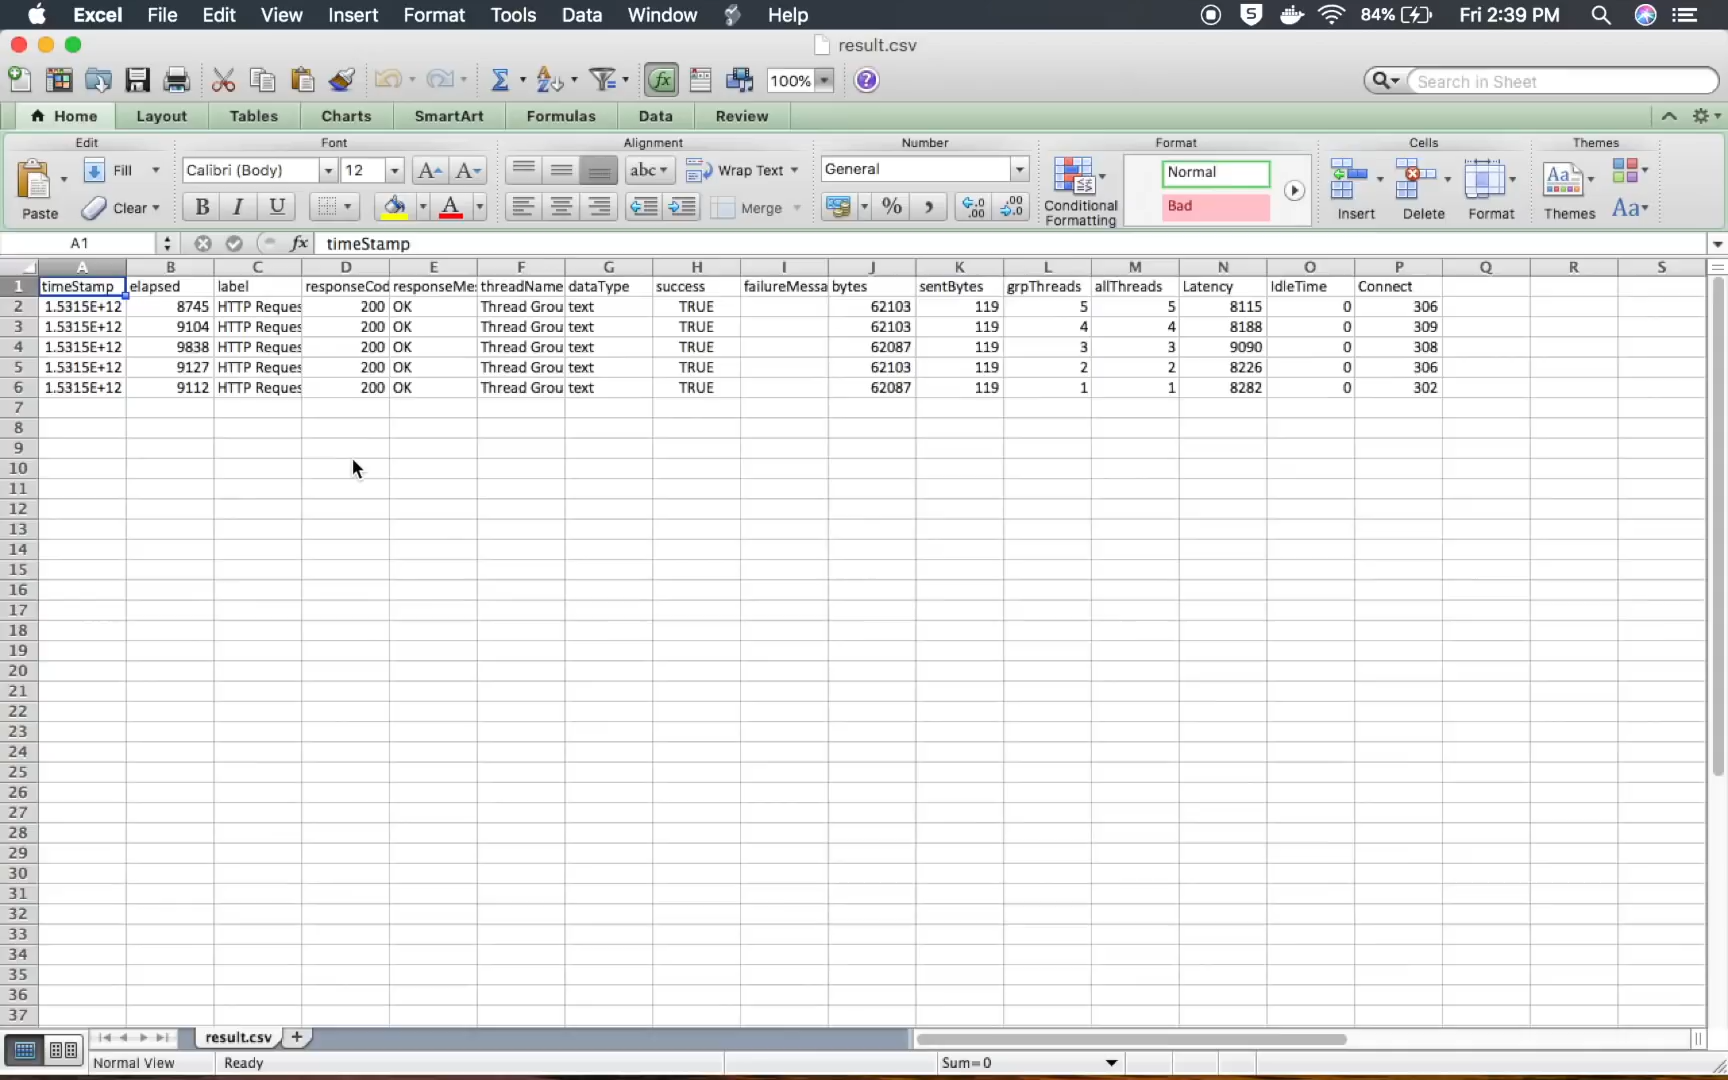 Excel File Edit View Insert Format Tools Data Window Help 84% Fri 2:39 PM
result.csv
100% Search in Sheet
Home Layout Tables Charts SmartArt Formulas Data Review
Edit Font Alignment Number Format Cells Themes
Fill Calibri (Body) 12 A A abc Wrap Text General Normal
Paste Clear B I U A Merge % Conditional Formatting Bad Insert Delete Format Aa Themes Aa
A1 fx timeStamp
A B C D E F G H I J K L M N O P Q R S
1 timeStamp elapsed label responseCod responseMes threadName dataType success failureMessa bytes sentBytes grpThreads allThreads Latency IdleTime Connect
2 1.5315E+12 8745 HTTP Reques 200 OK Thread Grou text TRUE 62103 119 5 5 8115 0 306
3 1.5315E+12 9104 HTTP Reques 200 OK Thread Grou text TRUE 62103 119 4 4 8188 0 309
4 1.5315E+12 9838 HTTP Reques 200 OK Thread Grou text TRUE 62087 119 3 3 9090 0 308
5 1.5315E+12 9127 HTTP Reques 200 OK Thread Grou text TRUE 62103 119 2 2 8226 0 306
6 1.5315E+12 9112 HTTP Reques 200 OK Thread Grou text TRUE 62087 119 1 1 8282 0 302
7
8
9
10
11
12
13
14
15
16
17
18
19
20
21
22
23
24
25
26
27
28
29
30
31
32
33
34
35
36
37
result.csv
Normal View Ready Sum=0